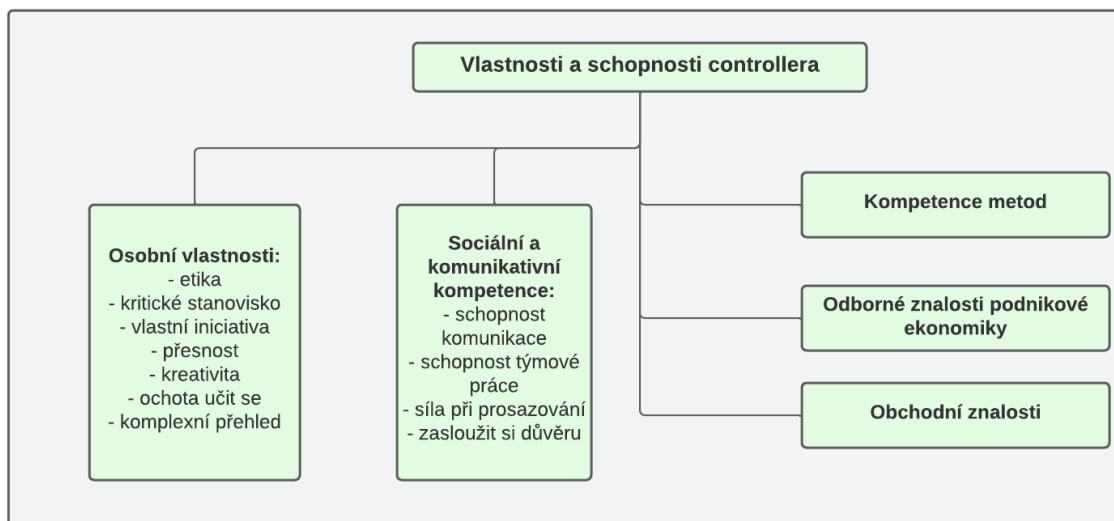 Vlastnosti a schopnosti controllera
Osobní vlastnosti:
- etika
- kritické stanovisko
- vlastní iniciativa
- přesnost
- kreativita
- ochota učit se
- komplexní přehled
Sociální a
komunikativní
kompetence:
- schopnost
komunikace
- schopnost týmové
práce
- síla při prosazování
- zasloužit si důvěru
Kompetence metod
Odborné znalosti podnikové
ekonomiky
Obchodní znalosti